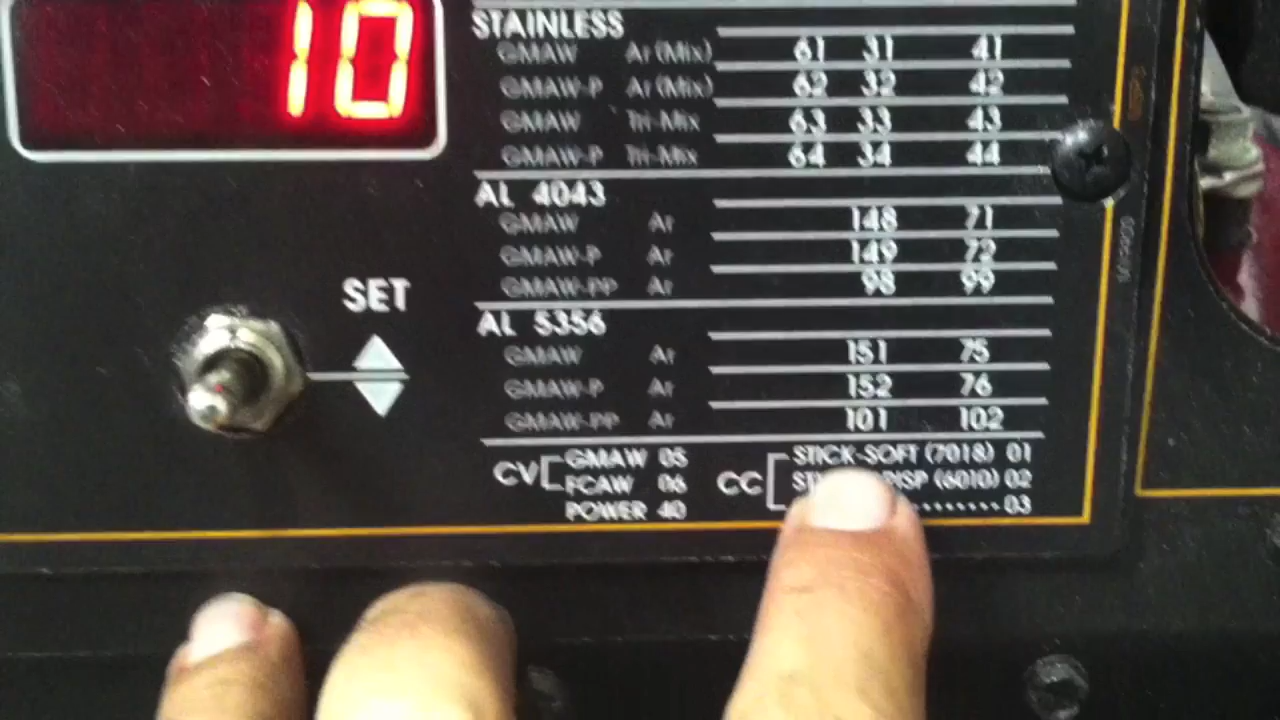 10
SET
STAINLESS
GMAW Ar (Mix) 61 31 41
GMAW-P Ar (Mix) 62 32 42
GMAW Tri-Mix 63 33 43
GMAW-P Tri-Mix 64 34 44
AL 4043
GMAW Ar 148 71
GMAW-P Ar 149 72
GMAW-PP Ar 98 99
AL 5356
GMAW Ar 151 75
GMAW-P Ar 152 76
GMAW-PP Ar 101 102
CV GMAW 05
FCAW 06
POWER 40
CC STICK-SOFT (7018) 01
(6010) 02
03